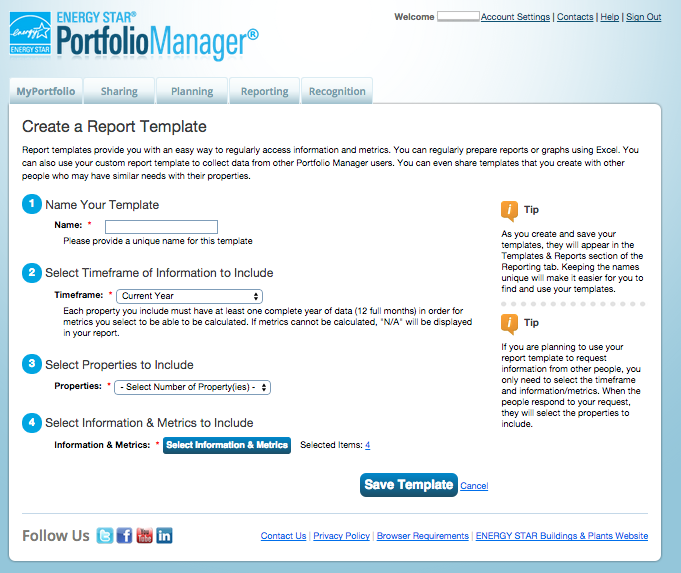 ENERGY STAR®
PortfolioManager®
energy
ENERGY STAR
Welcome Account Settings | Contacts | Help | Sign Out
MyPortfolio Sharing Planning Reporting Recognition
Create a Report Template
Report templates provide you with an easy way to regularly access information and metrics. You can regularly prepare reports or graphs using Excel. You
can also use your custom report template to collect data from other Portfolio Manager users. You can even share templates that you create with other
people who may have similar needs with their properties.
1 Name Your Template
Name: *
Please provide a unique name for this template
2 Select Timeframe of Information to Include
Timeframe: * Current Year
Each property you include must have at least one complete year of data (12 full months) in order for
metrics you select to be able to be calculated. If metrics cannot be calculated, "N/A" will be displayed
in your report.
3 Select Properties to Include
Properties: * - Select Number of Property(ies) -
4 Select Information & Metrics to Include
Information & Metrics: * Select Information & Metrics Selected Items: 4
Save Template Cancel
i Tip
As you create and save your
templates, they will appear in the
Templates & Reports section of the
Reporting tab. Keeping the names
unique will make it easier for you to
find and use your templates.
i Tip
If you are planning to use your
report template to request
information from other people, you
only need to select the timeframe
and information/metrics. When the
people respond to your request,
they will select the properties to
include.
Follow Us t f You Tube in
Contact Us | Privacy Policy | Browser Requirements | ENERGY STAR Buildings & Plants Website